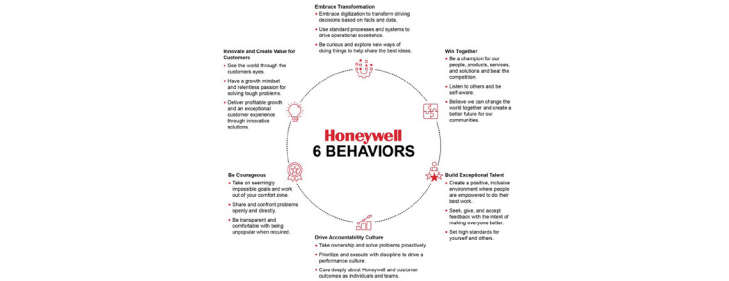 Embrace Transformation
• Embrace digitization to transform driving
decisions based on facts and data.
• Use standard processes and systems to
drive operational excellence.
• Be curious and explore new ways of
doing things to help share the best ideas.
Win Together
• Be a champion for our
people, products, services,
and solutions and beat the
competition.
• Listen to others and be
self-aware.
• Believe we can change the
world together and create a
better future for our
communities.
Build Exceptional Talent
• Create a positive, inclusive
environment where people
are empowered to do their
best work.
• Seek, give, and accept
feedback with the intent of
making everyone better.
• Set high standards for
yourself and others.
Drive Accountability Culture
• Take ownership and solve problems proactively.
• Prioritize and execute with discipline to drive a
performance culture.
• Care deeply about Honeywell and customer
outcomes as individuals and teams.
Be Courageous
• Take on seemingly
impossible goals and work
out of your comfort zone.
• Share and confront problems
openly and directly.
• Be transparent and
comfortable with being
unpopular when required.
Innovate and Create Value for
Customers
• See the world through the
customers eyes.
• Have a growth mindset
and relentless passion for
solving tough problems.
• Deliver profitable growth
and an exceptional
customer experience
through innovative
solutions.
Honeywell
6 BEHAVIORS